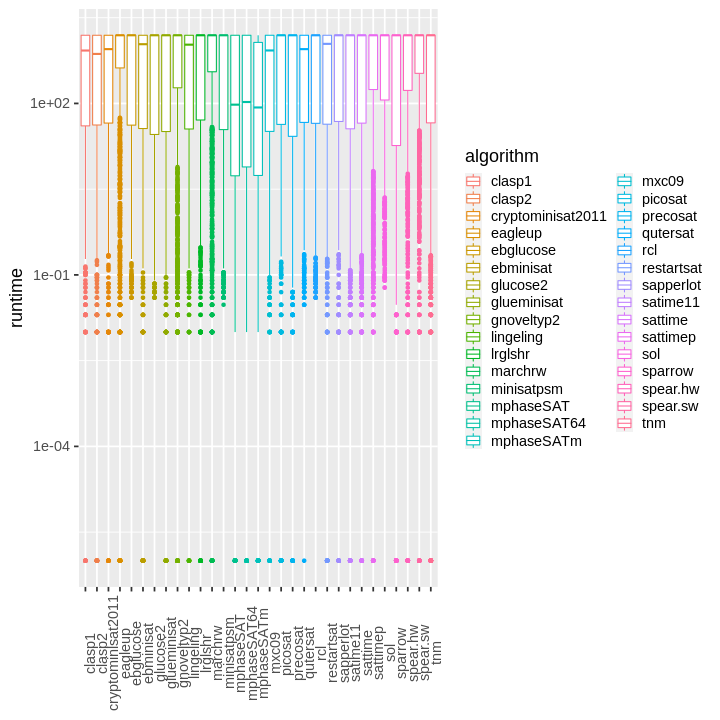 runtime
1e+02
1e-01
1e-04
clasp1
clasp2
cryptominisat2011
eagleup
ebglucose
ebminisat
glucose2
glueminisat
gnoveltyp2
lingeling
lrglshr
marchrw
minisatpsm
mphaseSAT
mphaseSAT64
mphaseSATm
mxc09
picosat
precosat
qutersat
rcl
restartsat
sapperlot
satime11
sattime
sattimep
sol
sparrow
spear.hw
spear.sw
tnm
algorithm
clasp1
clasp2
cryptominisat2011
eagleup
ebglucose
ebminisat
glucose2
glueminisat
gnoveltyp2
lingeling
lrglshr
marchrw
minisatpsm
mphaseSAT
mphaseSAT64
mphaseSATm
mxc09
picosat
precosat
qutersat
rcl
restartsat
sapperlot
satime11
sattime
sattimep
sol
sparrow
spear.hw
spear.sw
tnm